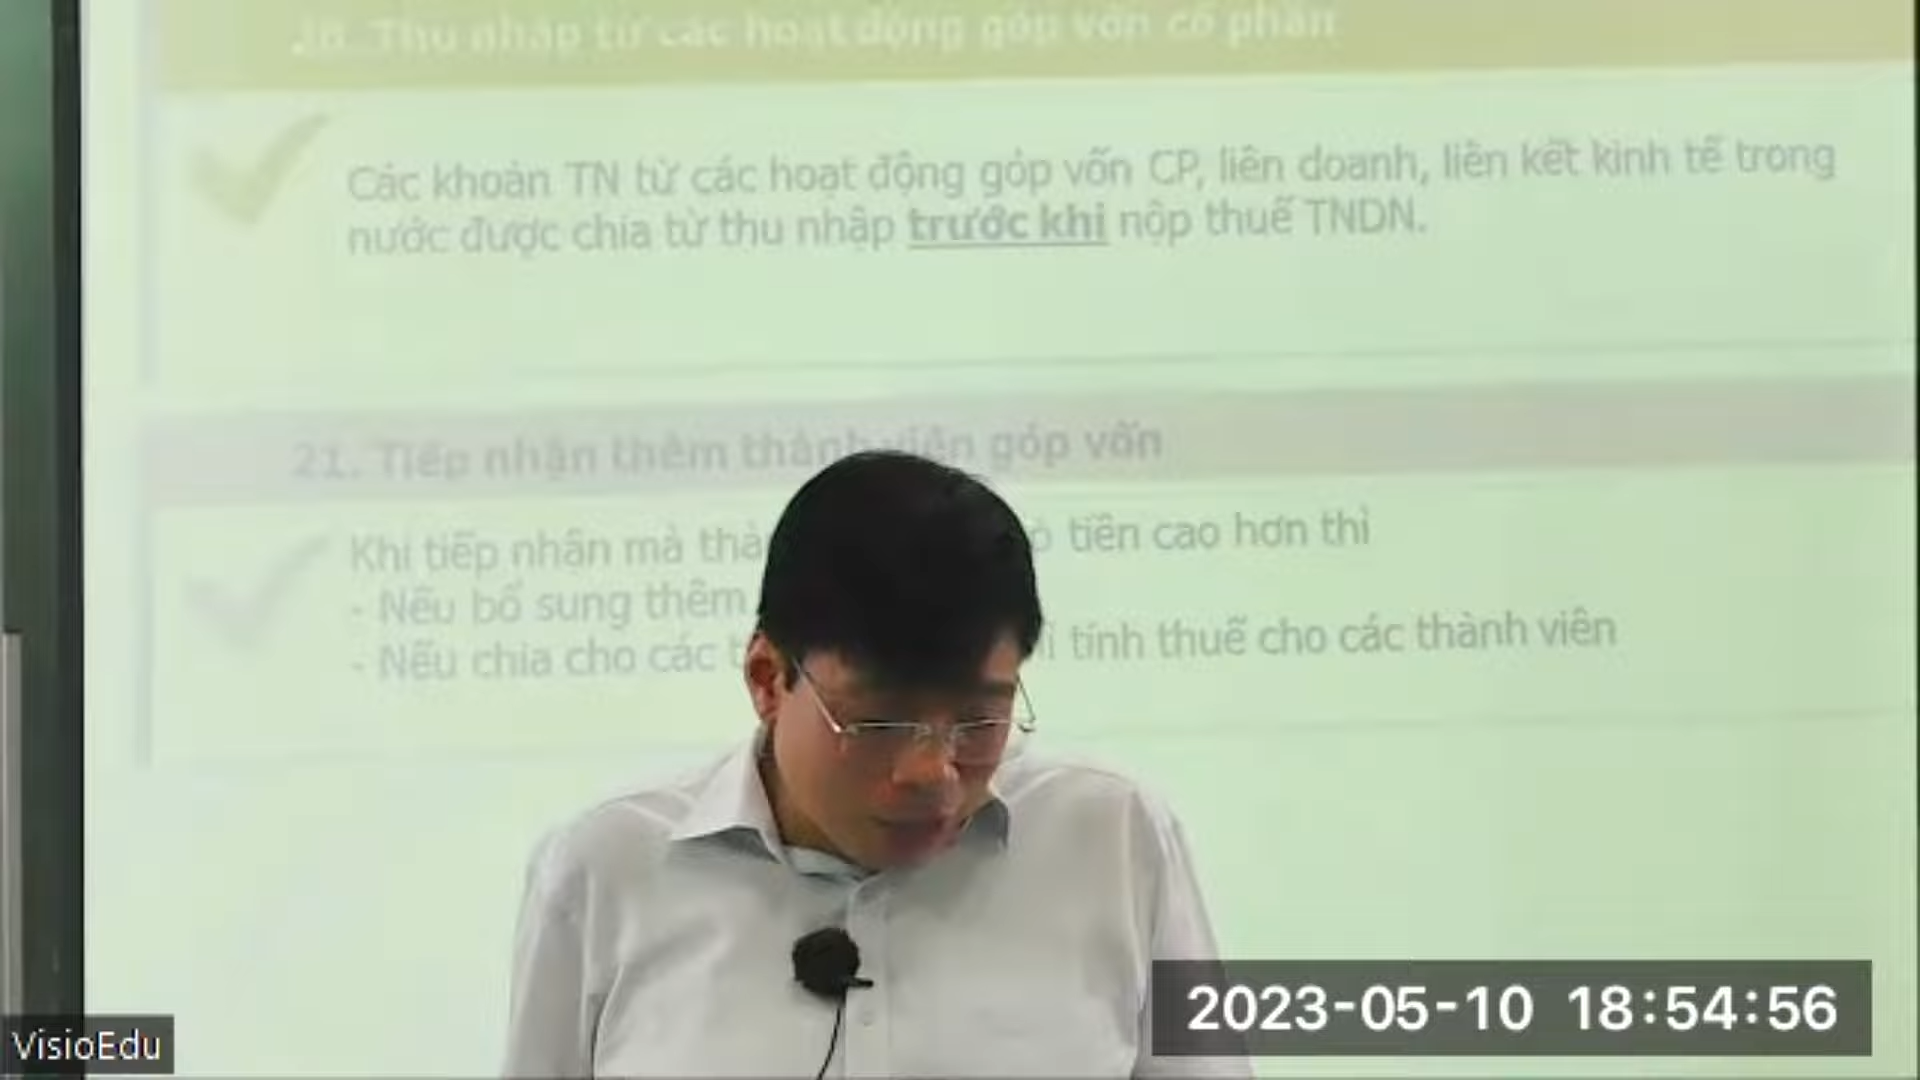 Thu nhập từ các hoạt động góp vốn cổ phần
Các khoản TN từ các hoạt động góp vốn CP, liên doanh, liên kết kinh tế trong
nước được chia từ thu nhập trước khi nộp thuế TNDN.
21. Tiếp nhận thêm thành viên góp vốn
Khi tiếp nhận mà tiền cao hơn thì
- Nếu bổ sung thêm
- Nếu chia cho các tính thuế cho các thành viên
2023-05-10 18:54:56
VisioEdu